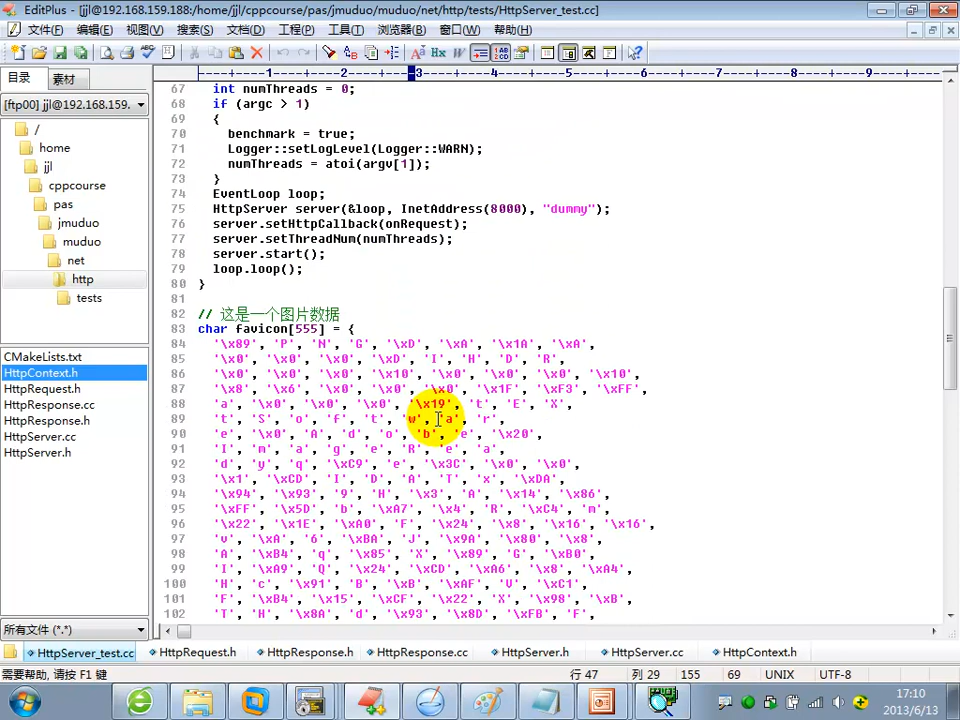 EditPlus - [jjl@192.168.159.188:/home/jjl/cppcourse/pas/jmuduo/muduo/net/http/tests/HttpServer_test.cc]
文件(F) 编辑(E) 视图(V) 搜索(S) 文档(D) 工程(P) 工具(T) 浏览器(B) 窗口(W) 帮助(H)
目录 素材
[ftp00] jjl@192.168.159.
/
home
jjl
cppcourse
pas
jmuduo
muduo
net
http
tests
CMakeLists.txt
HttpContext.h
HttpRequest.h
HttpResponse.cc
HttpResponse.h
HttpServer.cc
HttpServer.h
所有文件 (*.*)
----+----1----+----2----+----3----+----4----+----5----+----6----+----7----+----8----+----9----+--
67 int numThreads = 0;
68 if (argc > 1)
69 {
70 benchmark = true;
71 Logger::setLogLevel(Logger::WARN);
72 numThreads = atoi(argv[1]);
73 }
74 EventLoop loop;
75 HttpServer server(&loop, InetAddress(8000), "dummy");
76 server.setHttpCallback(onRequest);
77 server.setThreadNum(numThreads);
78 server.start();
79 loop.loop();
80 }
81
82 // 这是一个图片数据
83 char favicon[555] = {
84 '\x89', 'P', 'N', 'G', '\xD', '\xA', '\x1A', '\xA',
85 '\x0', '\x0', '\x0', '\xD', 'I', 'H', 'D', 'R',
86 '\x0', '\x0', '\x0', '\x10', '\x0', '\x0', '\x0', '\x10',
87 '\x8', '\x6', '\x0', '\x0', '\x0', '\x1F', '\xF3', '\xFF',
88 'a', '\x0', '\x0', '\x0', '\x19', 't', 'E', 'X',
89 't', 'S', 'o', 'f', 't', 'w', 'a', 'r',
90 'e', '\x0', 'A', 'd', 'o', 'b', 'e', '\x20',
91 'I', 'm', 'a', 'g', 'e', 'R', 'e', 'a',
92 'd', 'y', 'q', '\xC9', 'e', '\x3C', '\x0', '\x0',
93 '\x1', '\xCD', 'I', 'D', 'A', 'T', 'x', '\xDA',
94 '\x94', '\x93', '9', 'H', '\x3', 'A', '\x14', '\x86',
95 '\xFF', '\x5D', 'b', '\xA7', '\x4', 'R', '\xC4', 'm',
96 '\x22', '\x1E', '\xA0', 'F', '\x24', '\x8', '\x16', '\x16',
97 'v', '\xA', '6', '\xBA', 'J', '\x9A', '\x80', '\x8',
98 'A', '\xB4', 'q', '\x85', 'X', '\x89', 'G', '\xB0',
99 'I', '\xA9', 'Q', '\x24', '\xCD', '\xA6', '\x8', '\xA4',
100 'H', 'c', '\x91', 'B', '\xB', '\xAF', 'V', '\xC1',
101 'F', '\xB4', '\x15', '\xCF', '\x22', 'X', '\x98', '\xB',
102 'T', 'H', '\x8A', 'd', '\x93', '\x8D', '\xFB', 'F',
HttpServer_test.cc HttpRequest.h HttpResponse.h HttpResponse.cc HttpServer.h HttpServer.cc HttpContext.h
需要帮助, 请按 F1 键 行 47 列 29 155 69 UNIX UTF-8
17:10
2013/6/13